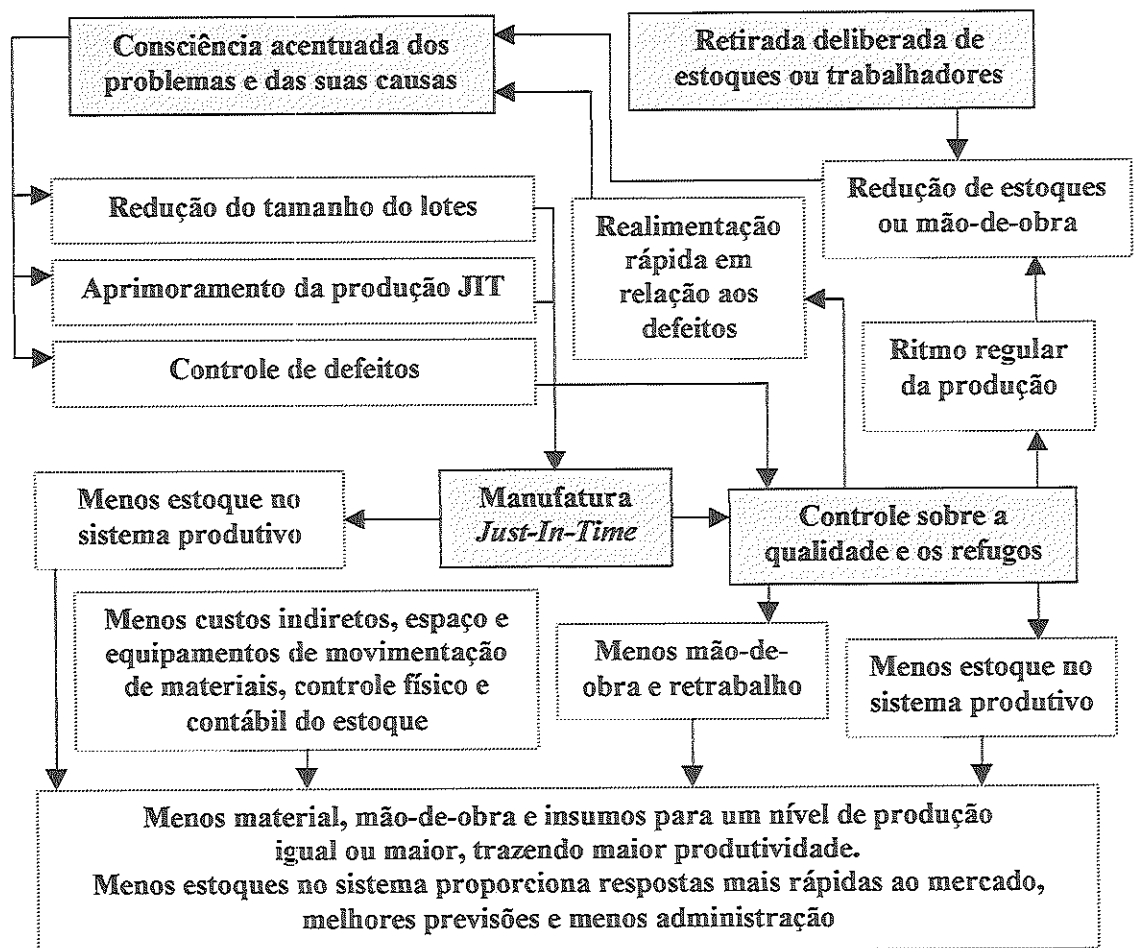 Consciência acentuada dos
problemas e das suas causas
Retirada deliberada de
estoques ou trabalhadores
Redução do tamanho do lotes
Aprimoramento da produção JIT
Controle de defeitos
Realimentação
rápida em
relação aos
defeitos
Redução de estoques
ou mão-de-obra
Ritmo regular
da produção
Menos estoque no
sistema produtivo
Manufatura
Just-In-Time
Controle sobre a
qualidade e os refugos
Menos custos indiretos, espaço e
equipamentos de movimentação
de materiais, controle físico e
contábil do estoque
Menos mão-de-
obra e retrabalho
Menos estoque no
sistema produtivo
Menos material, mão-de-obra e insumos para um nível de produção
igual ou maior, trazendo maior produtividade.
Menos estoques no sistema proporciona respostas mais rápidas ao mercado,
melhores previsões e menos administração